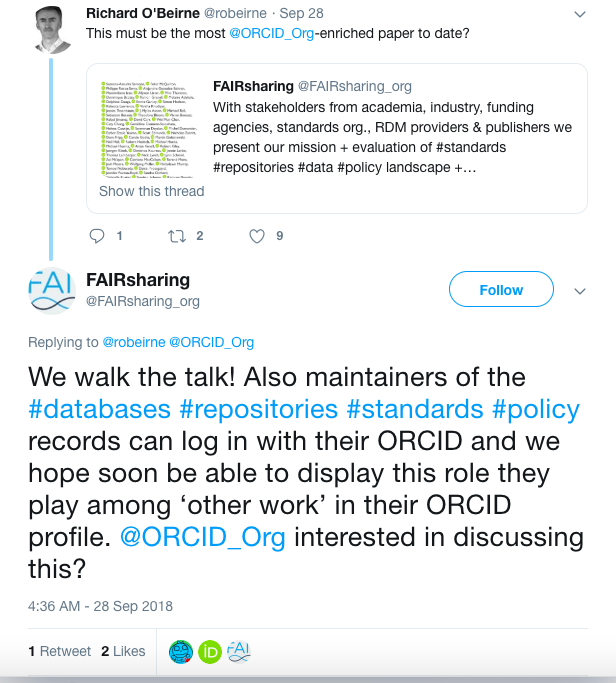 Richard O'Beirne @robeirne · Sep 28
This must be the most @ORCID_Org-enriched paper to date?
FAIRsharing @FAIRsharing_org
With stakeholders from academia, industry, funding
agencies, standards org., RDM providers & publishers we
present our mission + evaluation of #standards
#repositories #data #policy landscape +...
Show this thread
1 2 9
FAI
FAIRsharing
@FAIRsharing_org
Follow
Replying to @robeirne @ORCID_Org
We walk the talk! Also maintainers of the
#databases #repositories #standards #policy
records can log in with their ORCID and we
hope soon be able to display this role they
play among ‘other work’ in their ORCID
profile. @ORCID_Org interested in discussing
this?
4:36 AM - 28 Sep 2018
1 Retweet 2 Likes iD FAI